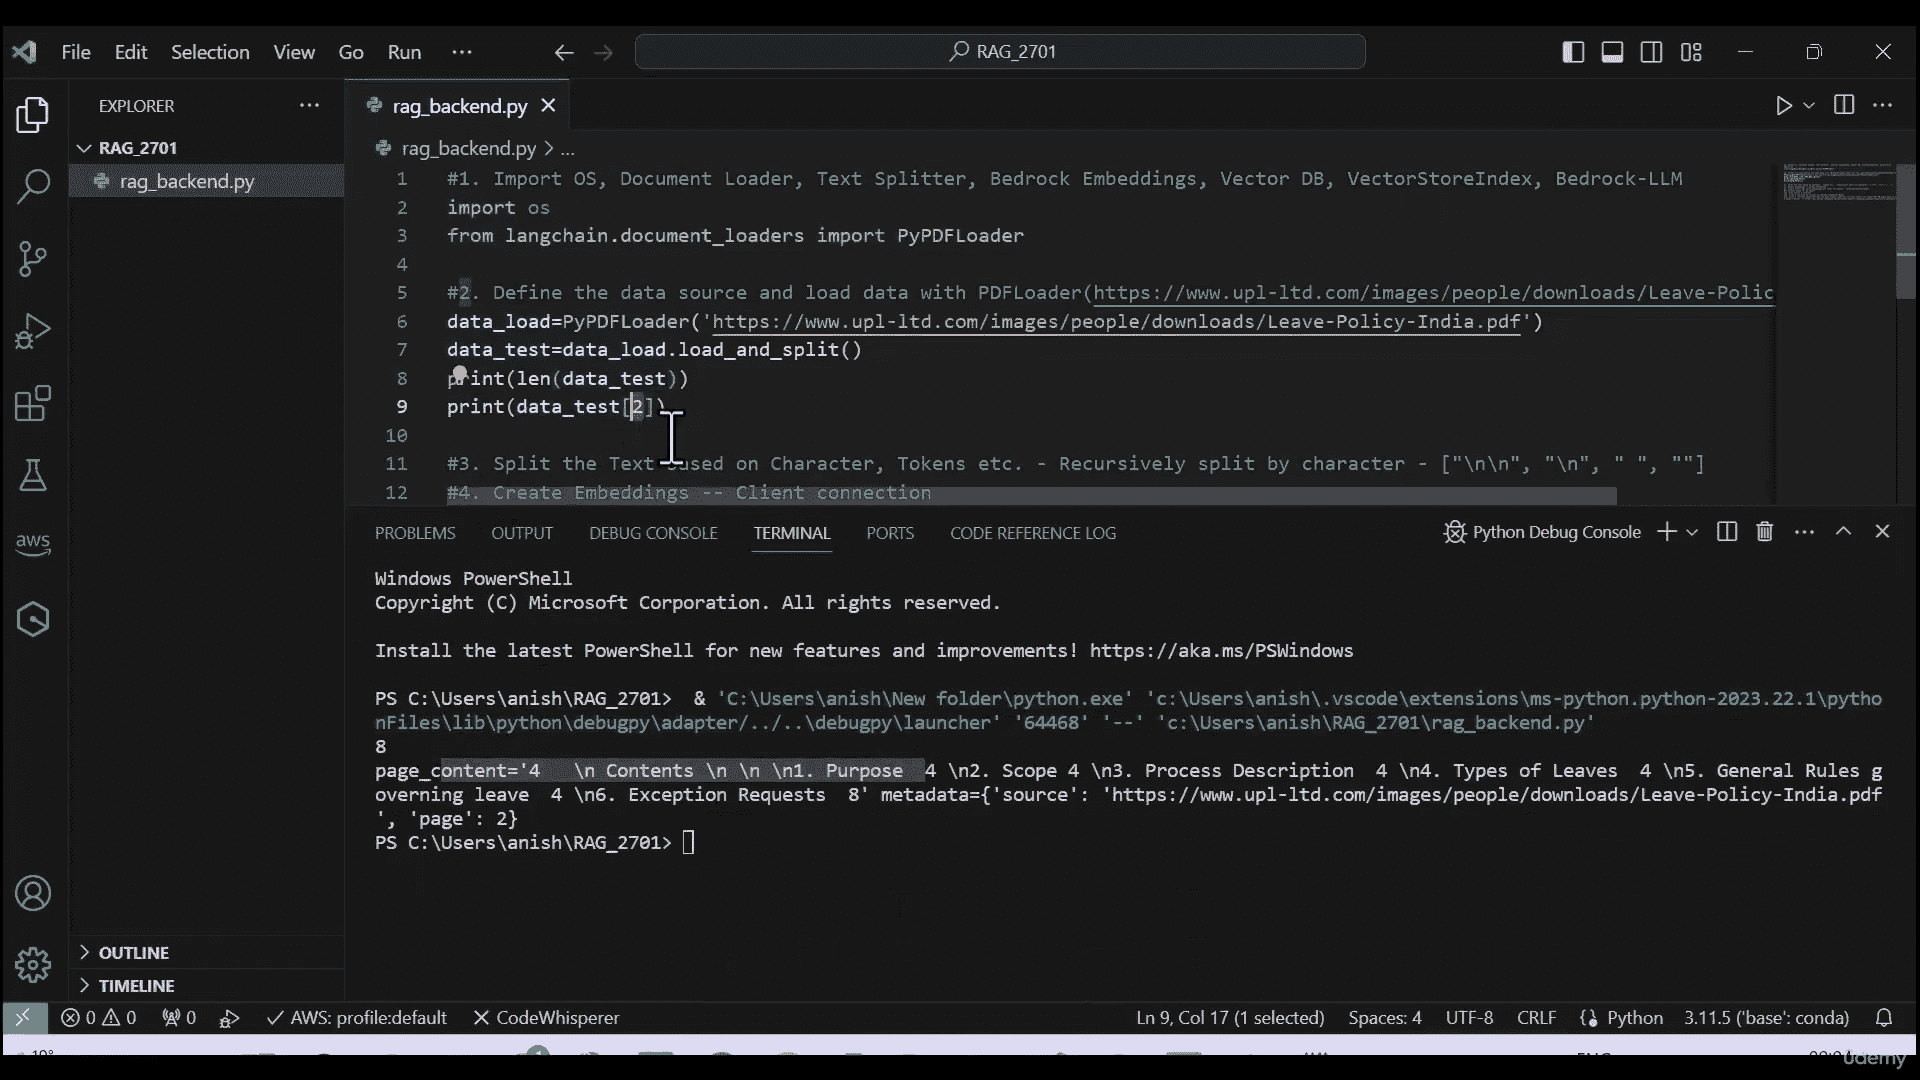 File Edit Selection View Go Run ··· RAG_2701
EXPLORER ···
RAG_2701
rag_backend.py
OUTLINE
TIMELINE
rag_backend.py
rag_backend.py > ...
1 #1. Import OS, Document Loader, Text Splitter, Bedrock Embeddings, Vector DB, VectorStoreIndex, Bedrock-LLM
2 import os
3 from langchain.document_loaders import PyPDFLoader
4
5 #2. Define the data source and load data with PDFLoader(https://www.upl-ltd.com/images/people/downloads/Leave-Polic
6 data_load=PyPDFLoader('https://www.upl-ltd.com/images/people/downloads/Leave-Policy-India.pdf')
7 data_test=data_load.load_and_split()
8 print(len(data_test))
9 print(data_test[2])
10
11 #3. Split the Text based on Character, Tokens etc. - Recursively split by character - ["\n\n", "\n", " ", ""]
12 #4. Create Embeddings -- Client connection
PROBLEMS OUTPUT DEBUG CONSOLE TERMINAL PORTS CODE REFERENCE LOG Python Debug Console
Windows PowerShell
Copyright (C) Microsoft Corporation. All rights reserved.
Install the latest PowerShell for new features and improvements! https://aka.ms/PSWindows
PS C:\Users\anish\RAG_2701> & 'C:\Users\anish\New folder\python.exe' 'c:\Users\anish\.vscode\extensions\ms-python.python-2023.22.1\pytho
nFiles\lib\python\debugpy\adapter/../..\debugpy\launcher' '64468' '--' 'c:\Users\anish\RAG_2701\rag_backend.py'
8
page_content='4 \n Contents \n \n \n1. Purpose 4 \n2. Scope 4 \n3. Process Description 4 \n4. Types of Leaves 4 \n5. General Rules g
overning leave 4 \n6. Exception Requests 8' metadata={'source': 'https://www.upl-ltd.com/images/people/downloads/Leave-Policy-India.pdf
', 'page': 2}
PS C:\Users\anish\RAG_2701>
aws
0 0 0 AWS: profile:default CodeWhisperer Ln 9, Col 17 (1 selected) Spaces: 4 UTF-8 CRLF Python 3.11.5 ('base': conda)
udemy